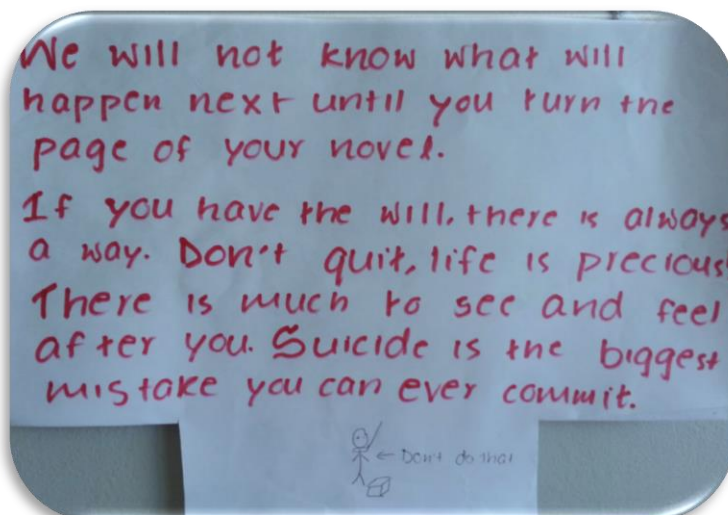 We will not know what will
happen next until you turn the
page of your novel.
If you have the will, there is always
a way. Don't quit, life is precious
There is much to see and feel
after you. Suicide is the biggest
mistake you can ever commit.
← Don't do that